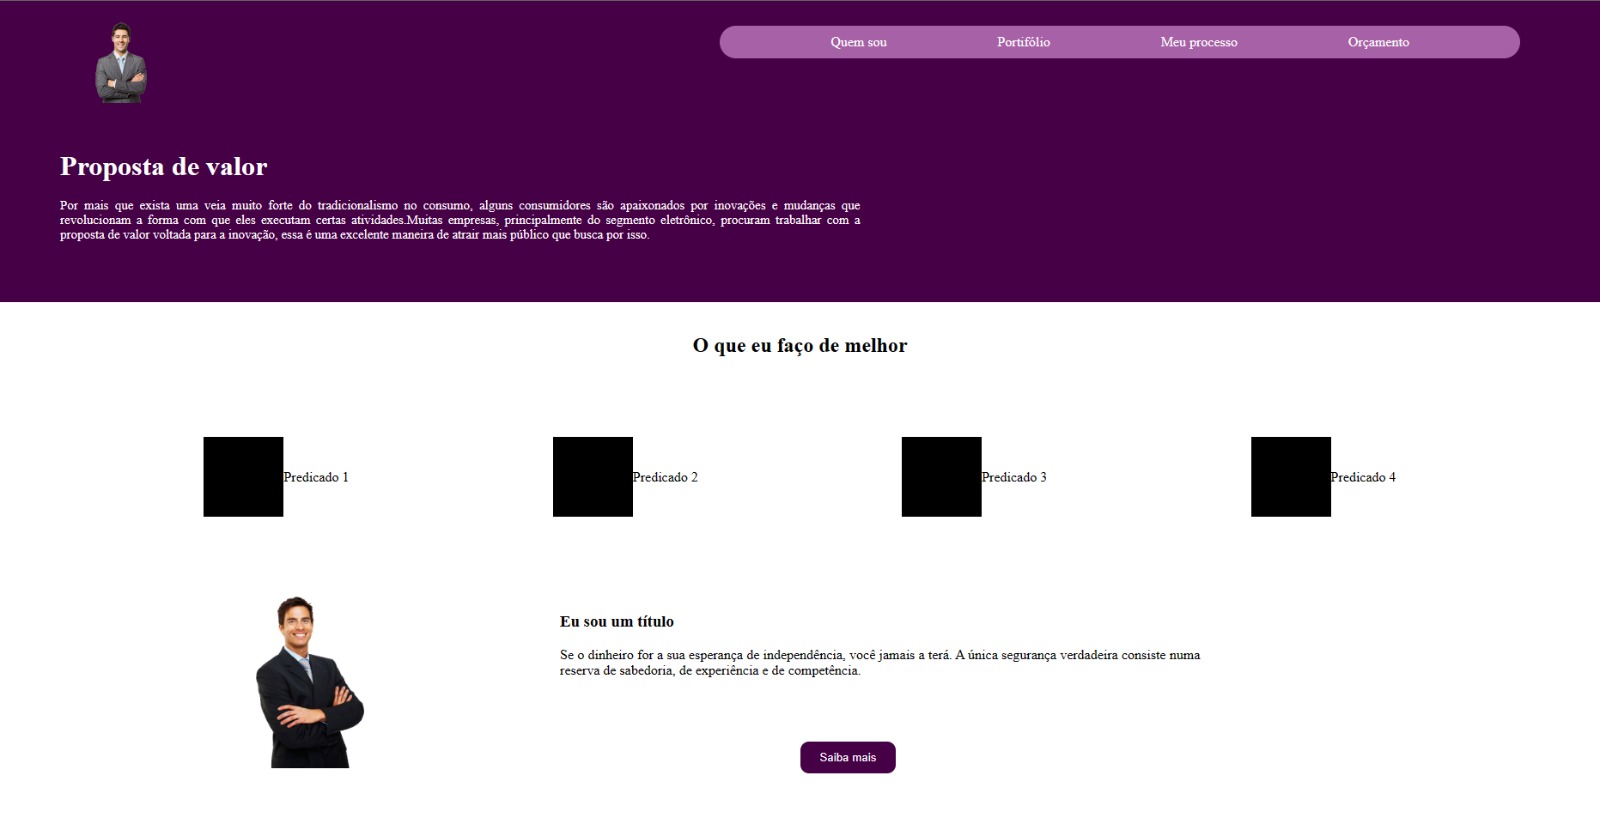 Quem sou
Portifólio
Meu processo
Orçamento
Proposta de valor
Por mais que exista uma veia muito forte do tradicionalismo no consumo, alguns consumidores são apaixonados por inovações e mudanças que
revolucionam a forma com que eles executam certas atividades.Muitas empresas, principalmente do segmento eletrônico, procuram trabalhar com a
proposta de valor voltada para a inovação, essa é uma excelente maneira de atrair mais público que busca por isso.
O que eu faço de melhor
Predicado 1
Predicado 2
Predicado 3
Predicado 4
Eu sou um título
Se o dinheiro for a sua esperança de independência, você jamais a terá. A única segurança verdadeira consiste numa
reserva de sabedoria, de experiência e de competência.
Saiba mais